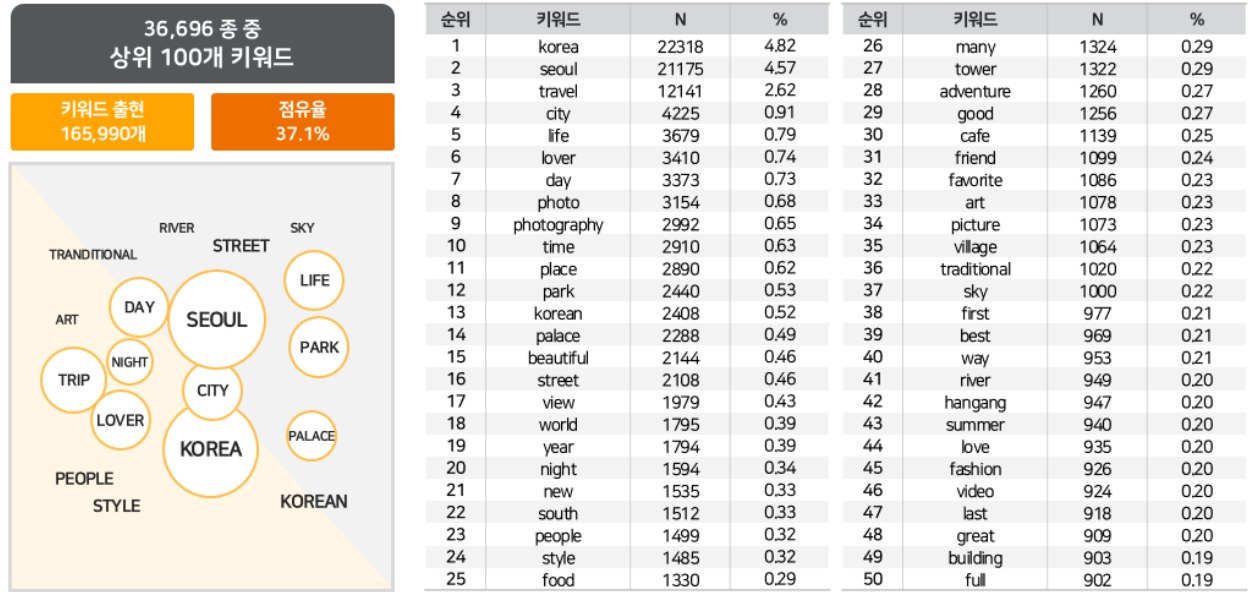 36,696 종 중
상위 100개 키워드
키워드 출현
165,990개
점유율
37.1%
RIVER
SKY
STREET
TRANDITIONAL
LIFE
DAY
SEOUL
ART
PARK
NIGHT
TRIP
CITY
LOVER
PALACE
KOREA
PEOPLE
KOREAN
STYLE
순위 키워드 N %
1 korea 22318 4.82
2 seoul 21175 4.57
3 travel 12141 2.62
4 city 4225 0.91
5 life 3679 0.79
6 lover 3410 0.74
7 day 3373 0.73
8 photo 3154 0.68
9 photography 2992 0.65
10 time 2910 0.63
11 place 2890 0.62
12 park 2440 0.53
13 korean 2408 0.52
14 palace 2288 0.49
15 beautiful 2144 0.46
16 street 2108 0.46
17 view 1979 0.43
18 world 1795 0.39
19 year 1794 0.39
20 night 1594 0.34
21 new 1535 0.33
22 south 1512 0.33
23 people 1499 0.32
24 style 1485 0.32
25 food 1330 0.29
순위 키워드 N %
26 many 1324 0.29
27 tower 1322 0.29
28 adventure 1260 0.27
29 good 1256 0.27
30 cafe 1139 0.25
31 friend 1099 0.24
32 favorite 1086 0.23
33 art 1078 0.23
34 picture 1073 0.23
35 village 1064 0.23
36 traditional 1020 0.22
37 sky 1000 0.22
38 first 977 0.21
39 best 969 0.21
40 way 953 0.21
41 river 949 0.20
42 hangang 947 0.20
43 summer 940 0.20
44 love 935 0.20
45 fashion 926 0.20
46 video 924 0.20
47 last 918 0.20
48 great 909 0.20
49 building 903 0.19
50 full 902 0.19